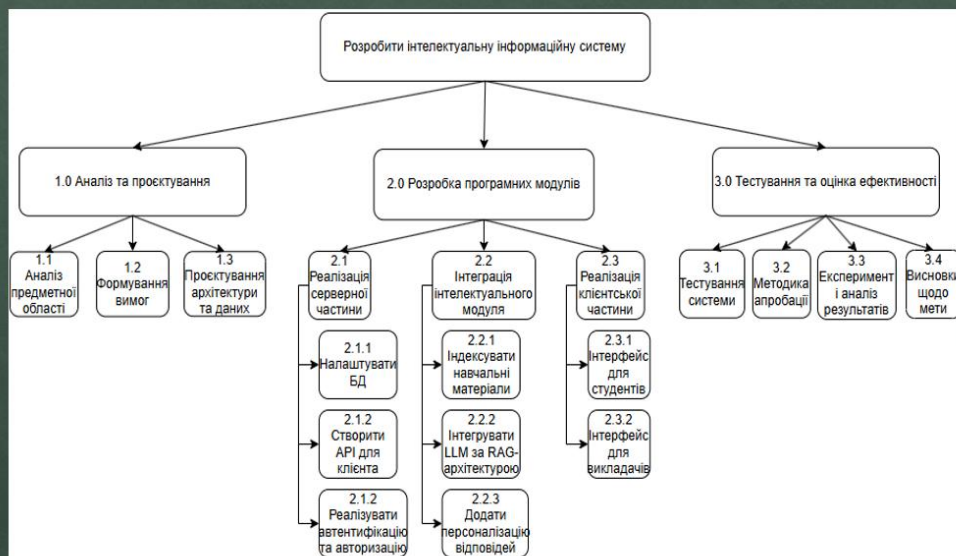 Розробити інтелектуальну інформаційну систему
1.0 Аналіз та проєктування
2.0 Розробка програмних модулів
3.0 Тестування та оцінка ефективності
1.1
Аналіз
предметної
області
1.2
Формування
вимог
1.3
Проєктування
архітектури
та даних
2.1
Реалізація
серверної
частини
2.1.1
Налаштувати
БД
2.1.2
Створити
API для
клієнта
2.1.2
Реалізувати
автентифікацію
та авторизацію
2.2
Інтеграція
інтелектуального
модуля
2.2.1
Індексувати
навчальні
матеріали
2.2.2
Інтегрувати
LLM за RAG-
архітектурою
2.2.3
Додати
персоналізацію
відповідей
2.3
Реалізація
клієнтської
частини
2.3.1
Інтерфейс
для
студентів
2.3.2
Інтерфейс
для
викладачів
3.1
Тестування
системи
3.2
Методика
апробації
3.3
Експеримент
і аналіз
результатів
3.4
Висновки
щодо
мети